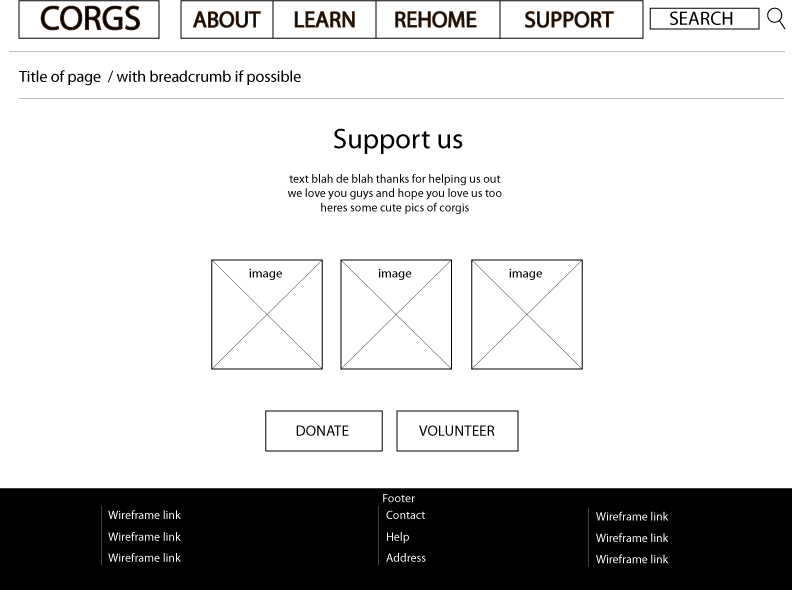 CORGS
ABOUT LEARN REHOME SUPPORT SEARCH
Title of page / with breadcrumb if possible
Support us
text blah de blah thanks for helping us out
we love you guys and hope you love us too
heres some cute pics of corgis
image image image
DONATE VOLUNTEER
Footer
Wireframe link Contact Wireframe link
Wireframe link Help Wireframe link
Wireframe link Address Wireframe link